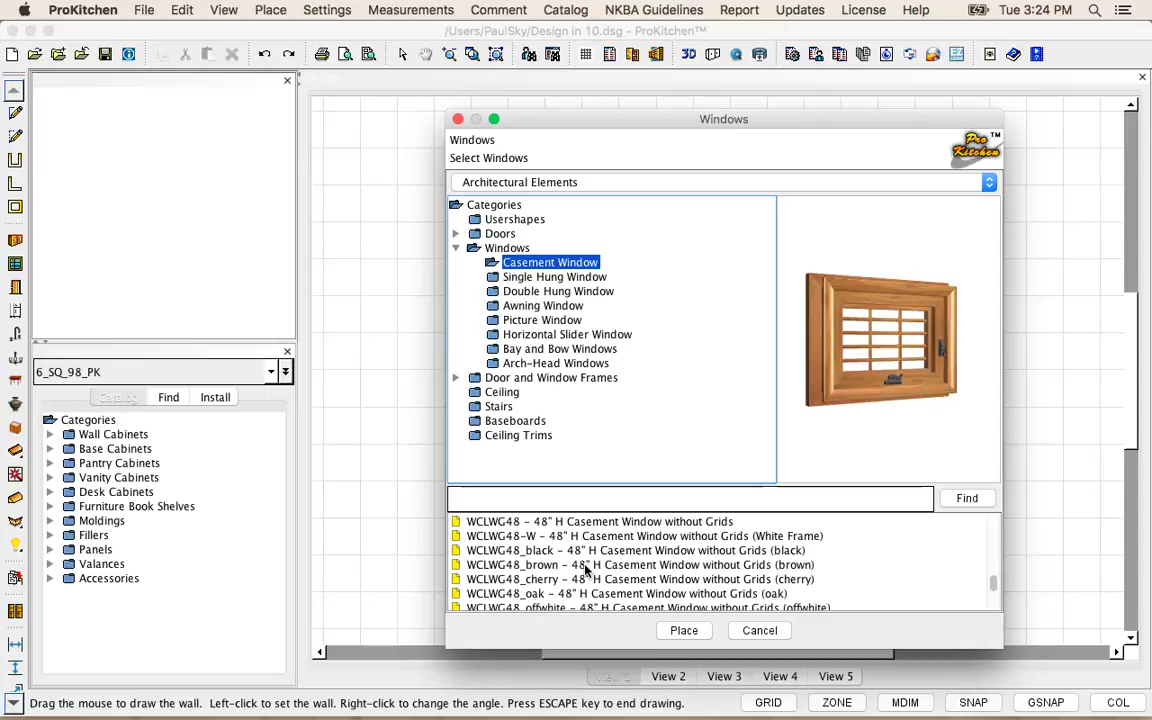 ProKitchen File Edit View Place Settings Measurements Comment Catalog NKBA Guidelines Report Updates License Help Tue 3:24 PM
/Users/PaulSky/Design in 10.dsg - ProKitchen™
3D
Windows
Windows
Select Windows
Pro Kitchen ™
Architectural Elements
Categories
Usershapes
Doors
Windows
Casement Window
Single Hung Window
Double Hung Window
Awning Window
Picture Window
Horizontal Slider Window
Bay and Bow Windows
Arch-Head Windows
Door and Window Frames
Ceiling
Stairs
Baseboards
Ceiling Trims
Find
WCLWG48 - 48" H Casement Window without Grids
WCLWG48-W - 48" H Casement Window without Grids (White Frame)
WCLWG48_black - 48" H Casement Window without Grids (black)
WCLWG48_brown - 48" H Casement Window without Grids (brown)
WCLWG48_cherry - 48" H Casement Window without Grids (cherry)
WCLWG48_oak - 48" H Casement Window without Grids (oak)
WCLWG48_offwhite - 48" H Casement Window without Grids (offwhite)
Place Cancel
6_SQ_98_PK
Catalog Find Install
Categories
Wall Cabinets
Base Cabinets
Pantry Cabinets
Vanity Cabinets
Desk Cabinets
Furniture Book Shelves
Moldings
Fillers
Panels
Valances
Accessories
View 1 View 2 View 3 View 4 View 5
Drag the mouse to draw the wall. Left-click to set the wall. Right-click to change the angle. Press ESCAPE key to end drawing. GRID ZONE MDIM SNAP GSNAP COL